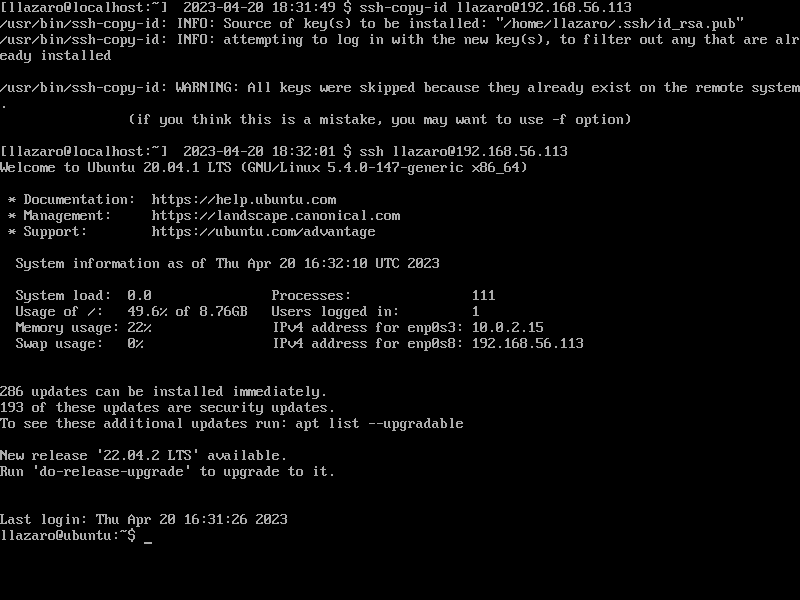 [llazaro@localhost:~]  2023-04-20 18:31:49 $ ssh-copy-id llazaro@192.168.56.113
/usr/bin/ssh-copy-id: INFO: Source of key(s) to be installed: "/home/llazaro/.ssh/id_rsa.pub"
/usr/bin/ssh-copy-id: INFO: attempting to log in with the new key(s), to filter out any that are alr
eady installed
/usr/bin/ssh-copy-id: WARNING: All keys were skipped because they already exist on the remote system
.
                (if you think this is a mistake, you may want to use -f option)
[llazaro@localhost:~]  2023-04-20 18:32:01 $ ssh llazaro@192.168.56.113
Welcome to Ubuntu 20.04.1 LTS (GNU/Linux 5.4.0-147-generic x86_64)
 * Documentation:  https://help.ubuntu.com
 * Management:     https://landscape.canonical.com
 * Support:        https://ubuntu.com/advantage
  System information as of Thu Apr 20 16:32:10 UTC 2023
  System load:  0.0               Processes:               111
  Usage of /:   49.6% of 8.76GB   Users logged in:         1
  Memory usage: 22%               IPv4 address for enp0s3: 10.0.2.15
  Swap usage:   0%                IPv4 address for enp0s8: 192.168.56.113
286 updates can be installed immediately.
193 of these updates are security updates.
To see these additional updates run: apt list --upgradable
New release '22.04.2 LTS' available.
Run 'do-release-upgrade' to upgrade to it.
Last login: Thu Apr 20 16:31:26 2023
llazaro@ubuntu:~$ _